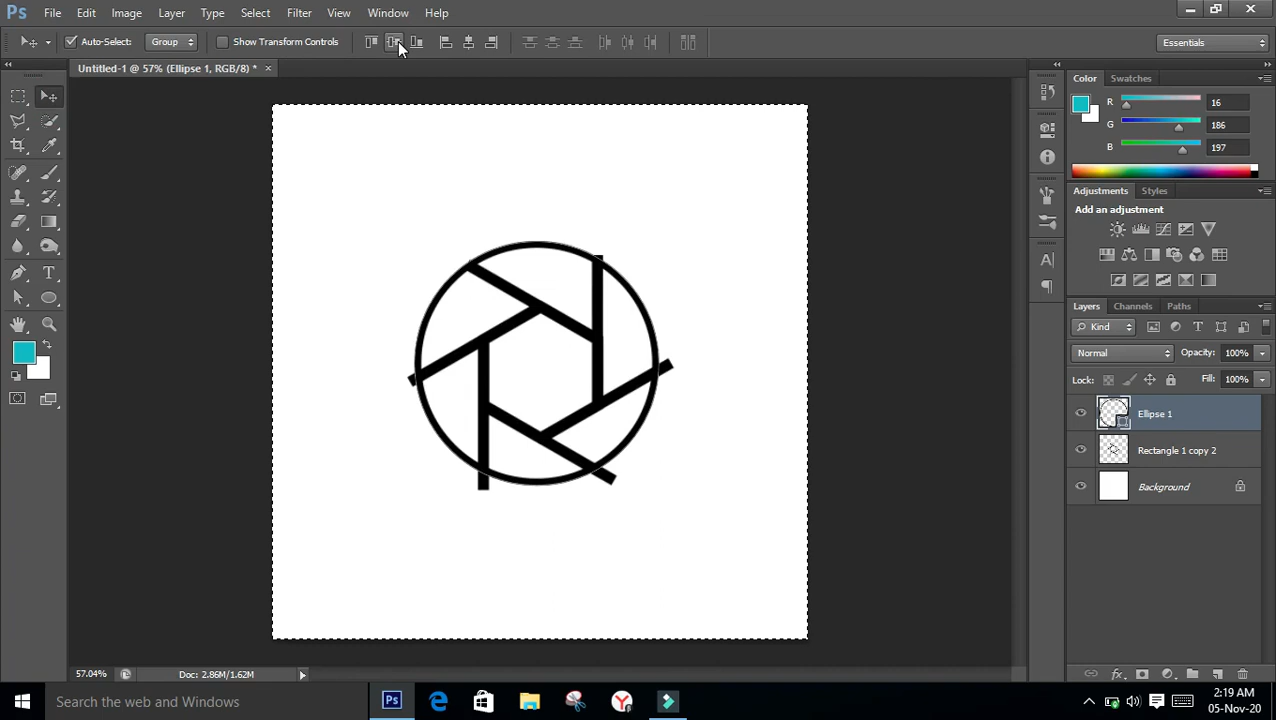 Ps File Edit Image Layer Type Select Filter View Window Help
Auto-Select: Group Show Transform Controls Essentials
Untitled-1 @ 57% (Ellipse 1, RGB/8) * ×
Color Swatches
R 16
G 186
B 197
Adjustments Styles
Add an adjustment
Layers Channels Paths
Kind
Normal Opacity: 100%
Lock: Fill: 100%
Ellipse 1
Rectangle 1 copy 2
Background
57.04% Doc: 2.86M/1.62M
Search the web and Windows
2:19 AM
05-Nov-20